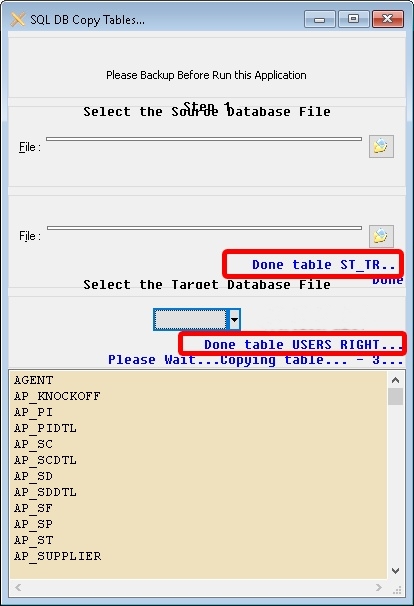 SQL DB Copy Tables...
Please Backup Before Run this Application
Step 1
Select the Source Database File
File :
File :
Done table ST_TR..
Done
Select the Target Database File
Done table USERS_RIGHT...
Please Wait...Copying table... - 3...
AGENT
AP_KNOCKOFF
AP_PI
AP_PIDTL
AP_SC
AP_SCDTL
AP_SD
AP_SDDTL
AP_SF
AP_SP
AP_ST
AP_SUPPLIER